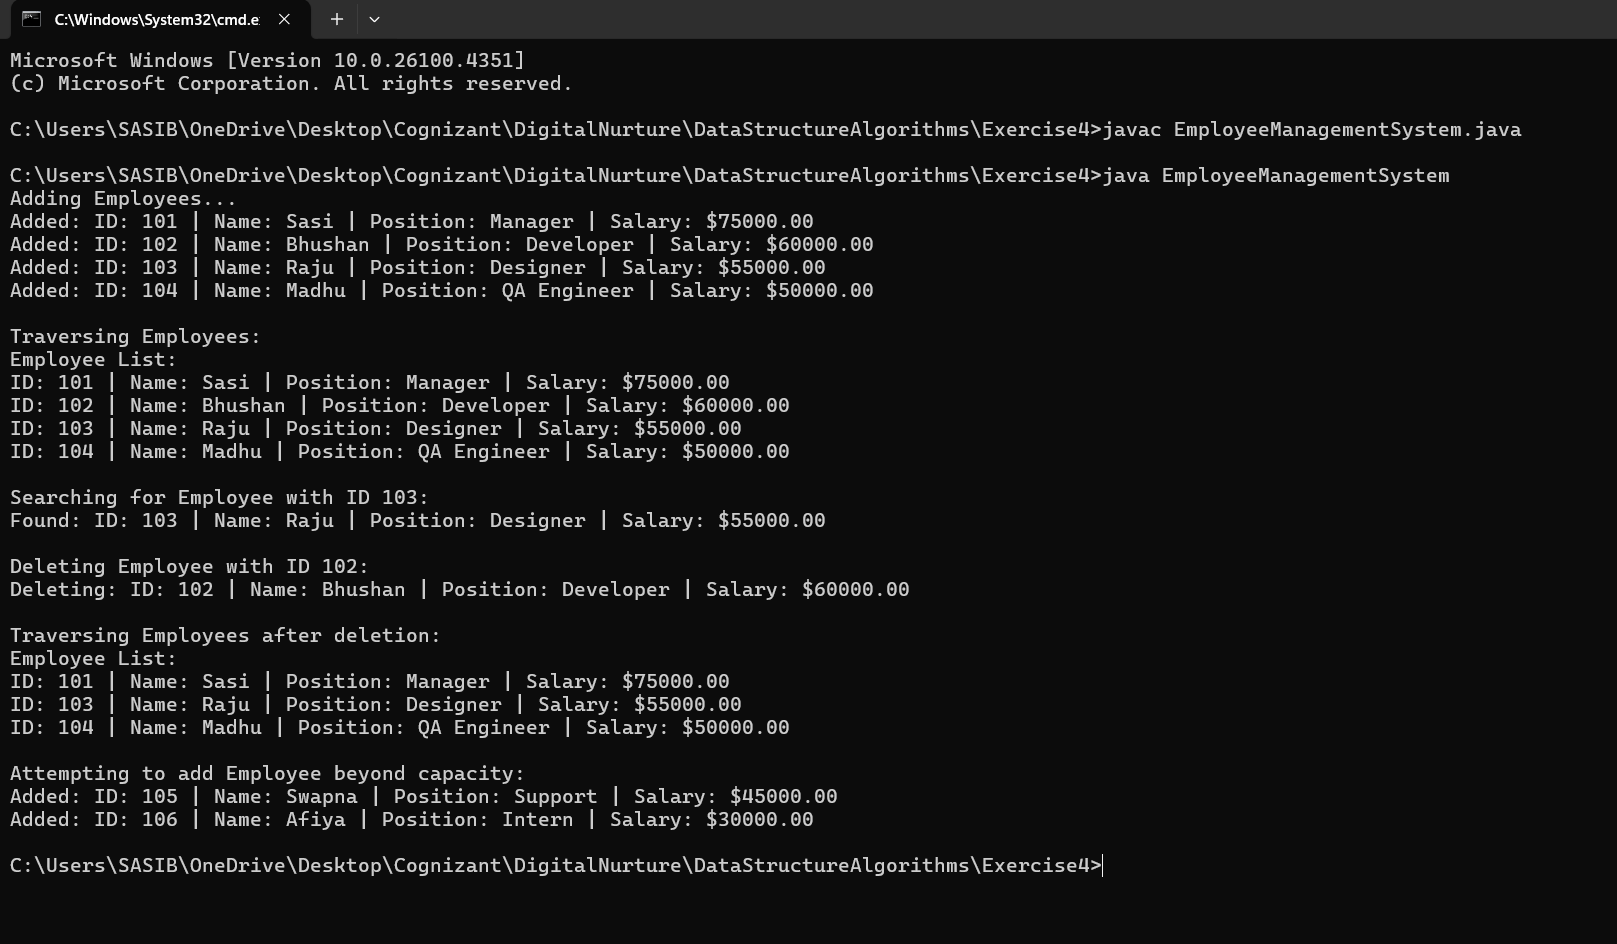 C:\Windows\System32\cmd.e
Microsoft Windows [Version 10.0.26100.4351]
(c) Microsoft Corporation. All rights reserved.
C:\Users\SASIB\OneDrive\Desktop\Cognizant\DigitalNurture\DataStructureAlgorithms\Exercise4>javac EmployeeManagementSystem.java
C:\Users\SASIB\OneDrive\Desktop\Cognizant\DigitalNurture\DataStructureAlgorithms\Exercise4>java EmployeeManagementSystem
Adding Employees...
Added: ID: 101 | Name: Sasi | Position: Manager | Salary: $75000.00
Added: ID: 102 | Name: Bhushan | Position: Developer | Salary: $60000.00
Added: ID: 103 | Name: Raju | Position: Designer | Salary: $55000.00
Added: ID: 104 | Name: Madhu | Position: QA Engineer | Salary: $50000.00
Traversing Employees:
Employee List:
ID: 101 | Name: Sasi | Position: Manager | Salary: $75000.00
ID: 102 | Name: Bhushan | Position: Developer | Salary: $60000.00
ID: 103 | Name: Raju | Position: Designer | Salary: $55000.00
ID: 104 | Name: Madhu | Position: QA Engineer | Salary: $50000.00
Searching for Employee with ID 103:
Found: ID: 103 | Name: Raju | Position: Designer | Salary: $55000.00
Deleting Employee with ID 102:
Deleting: ID: 102 | Name: Bhushan | Position: Developer | Salary: $60000.00
Traversing Employees after deletion:
Employee List:
ID: 101 | Name: Sasi | Position: Manager | Salary: $75000.00
ID: 103 | Name: Raju | Position: Designer | Salary: $55000.00
ID: 104 | Name: Madhu | Position: QA Engineer | Salary: $50000.00
Attempting to add Employee beyond capacity:
Added: ID: 105 | Name: Swapna | Position: Support | Salary: $45000.00
Added: ID: 106 | Name: Afiya | Position: Intern | Salary: $30000.00
C:\Users\SASIB\OneDrive\Desktop\Cognizant\DigitalNurture\DataStructureAlgorithms\Exercise4>